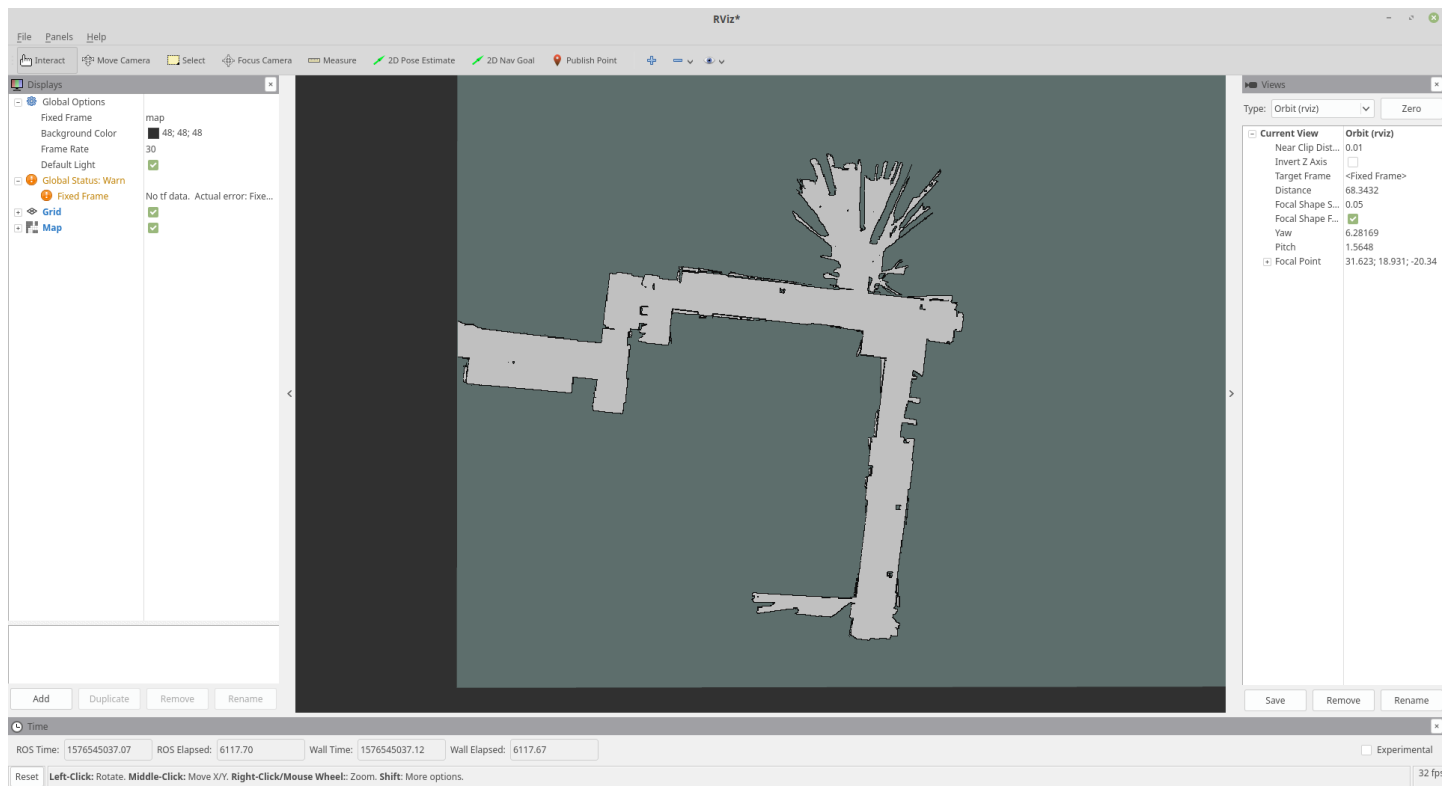 RViz*
File Panels Help
Interact Move Camera Select Focus Camera Measure 2D Pose Estimate 2D Nav Goal Publish Point
Displays
Global Options
Fixed Frame map
Background Color 48; 48; 48
Frame Rate 30
Default Light
Global Status: Warn
Fixed Frame No tf data. Actual error: Fixe...
Grid
Map
Add Duplicate Remove Rename
Views
Type: Orbit (rviz) Zero
Current View Orbit (rviz)
Near Clip Dist... 0.01
Invert Z Axis
Target Frame <Fixed Frame>
Distance 68.3432
Focal Shape S... 0.05
Focal Shape F...
Yaw 6.28169
Pitch 1.5648
Focal Point 31.623; 18.931; -20.34
Save Remove Rename
Time
ROS Time: 1576545037.07 ROS Elapsed: 6117.70 Wall Time: 1576545037.12 Wall Elapsed: 6117.67 Experimental
Reset Left-Click: Rotate. Middle-Click: Move X/Y. Right-Click/Mouse Wheel:: Zoom. Shift: More options. 32 fps